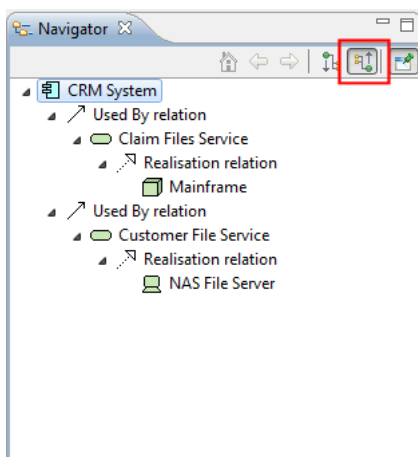 Navigator
CRM System
Used By relation
Claim Files Service
Realisation relation
Mainframe
Used By relation
Customer File Service
Realisation relation
NAS File Server